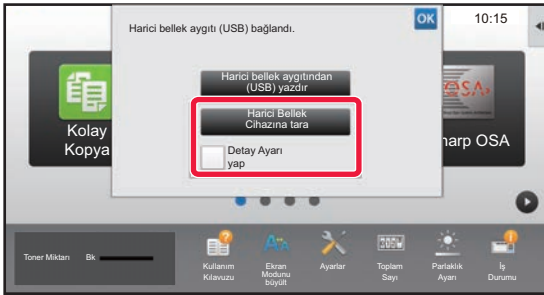 Harici bellek aygıtı (USB) bağlandı.
OK
10:15
Harici bellek aygıtından
(USB) yazdır
Harici Bellek
Cihazına tara
Detay Ayarı
yap
Kolay
Kopya
OSA
harp OSA
Toner Miktarı Bk
Kullanım
Kılavuzu
Ekran
Modunu
büyült
Ayarlar
Toplam
Sayı
Parlaklık
Ayarı
İş
Durumu